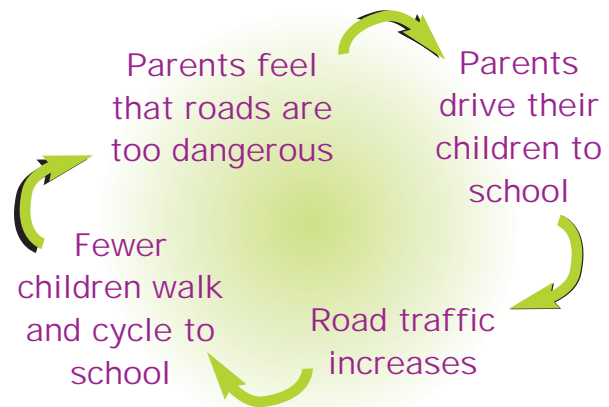 Parents feel
that roads are
too dangerous
Parents
drive their
children to
school
Road traffic
increases
Fewer
children walk
and cycle to
school